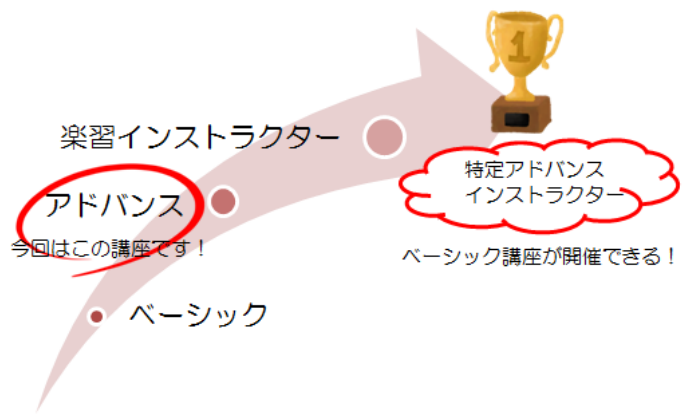 1
楽習インストラクター
特定アドバンス
インストラクター
アドバンス
今回はこの講座です！
ベーシック講座が開催できる！
ベーシック